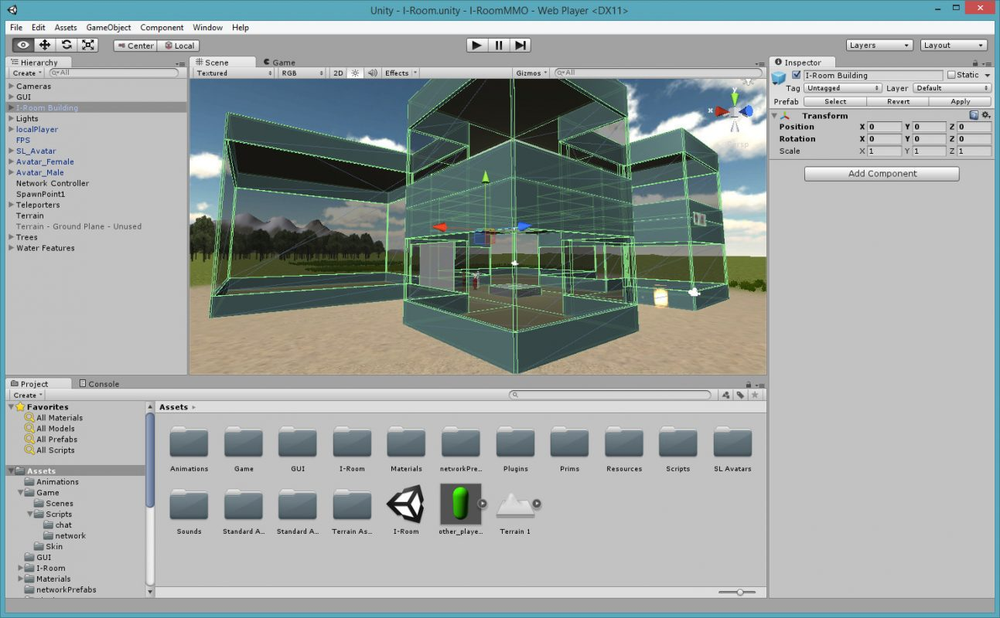 Unity - I-Room.unity - I-RoomMMO - Web Player <DX11>
File Edit Assets GameObject Component Window Help
Center Local Layers Layout
Hierarchy
Create All
Cameras
GUI
I-Room Building
Lights
localPlayer
FPS
SL_Avatar
Avatar_Female
Avatar_Male
Network Controller
SpawnPoint1
Teleporters
Terrain
Terrain - Ground Plane - Unused
Trees
Water Features
Scene Game
Textured RGB 2D Effects Gizmos All
y
x
Persp
Inspector
I-Room Building Static
Tag Untagged Layer Default
Prefab Select Revert Apply
Transform
Position X 0 Y 0 Z 0
Rotation X 0 Y 0 Z 0
Scale X 1 Y 1 Z 1
Add Component
Project Console
Create
Favorites
All Materials
All Models
All Prefabs
All Scripts
Assets
Animations
Game
Scenes
Scripts
chat
network
Skin
GUI
I-Room
Materials
networkPrefabs
Assets
Animations Game GUI I-Room Materials networkPre... Plugins Prims Resources Scripts SL Avatars
Sounds Standard A... Standard A... Terrain As... I-Room other_playe... Terrain 1